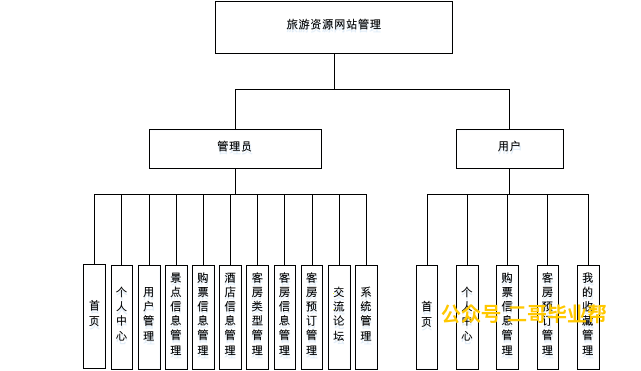 旅游资源网站管理
管理员
用户
首页
个人中心
用户管理
景点信息管理
购票信息管理
酒店信息管理
客房类型管理
客房信息管理
客房预订管理
交流论坛
系统管理
首页
个人中心
购票信息管理
客房预订管理
我的收藏管理
公众号二哥毕业帮